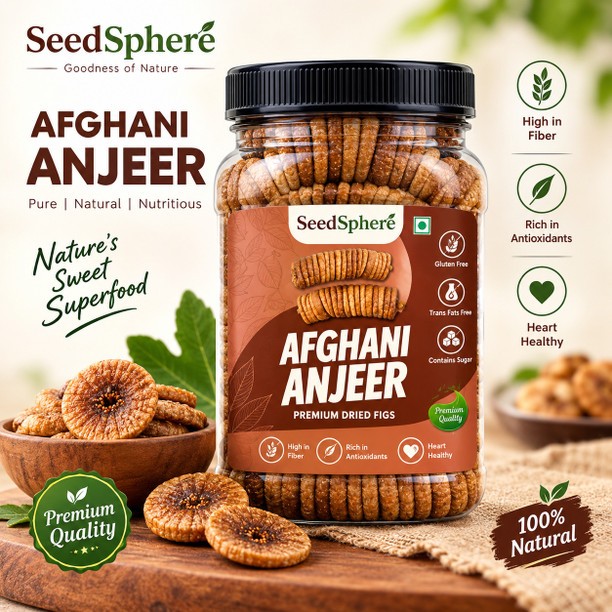 SeedSphere
Goodness of Nature
AFGHANI
ANJEER
Pure | Natural | Nutritious
Nature's
Sweet
Superfood
Premium
Quality
SeedSphere
Gluten Free
Trans Fats Free
Contains Sugar
AFGHANI
ANJEER
PREMIUM DRIED FIGS
Premium
Quality
High in
Fiber
Rich in
Antioxidants
Heart
Healthy
High in
Fiber
Rich in
Antioxidants
Heart
Healthy
100%
Natural